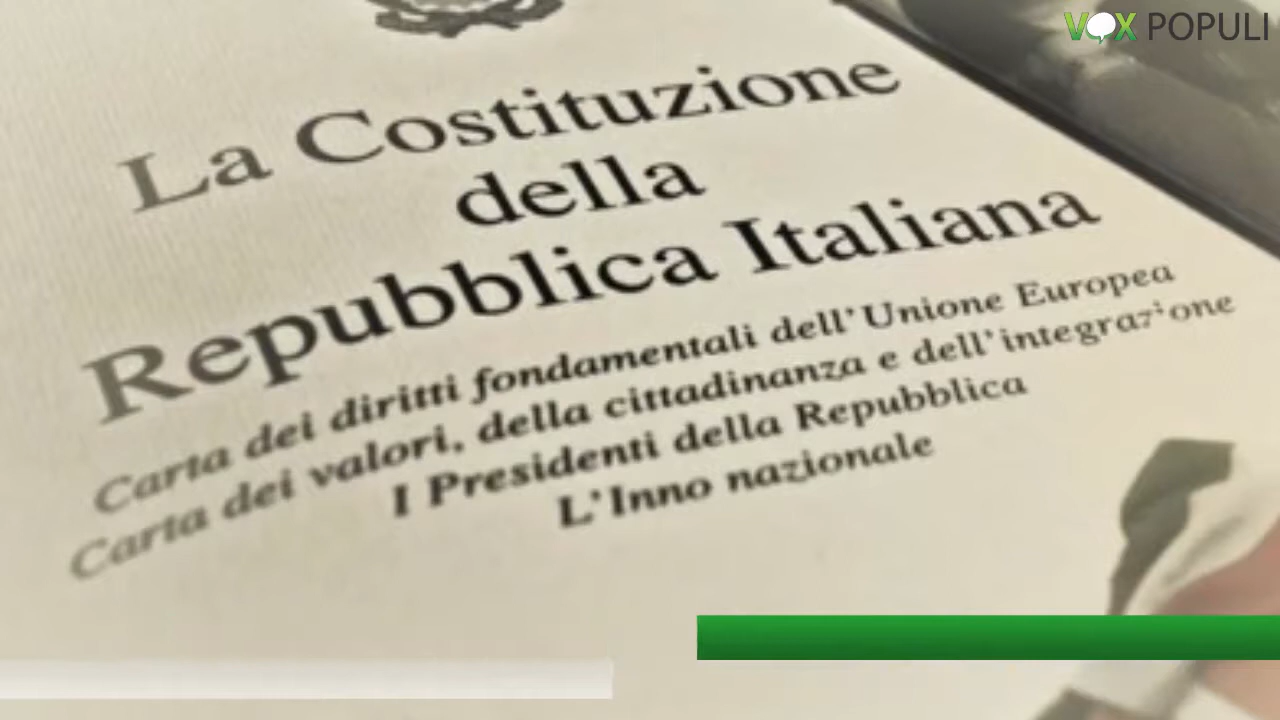 VOX POPULI
La Costituzione
della
Repubblica Italiana
Carta dei diritti fondamentali dell'Unione Europea
Carta dei valori, della cittadinanza e dell'integrazione
I Presidenti della Repubblica
L'Inno nazionale